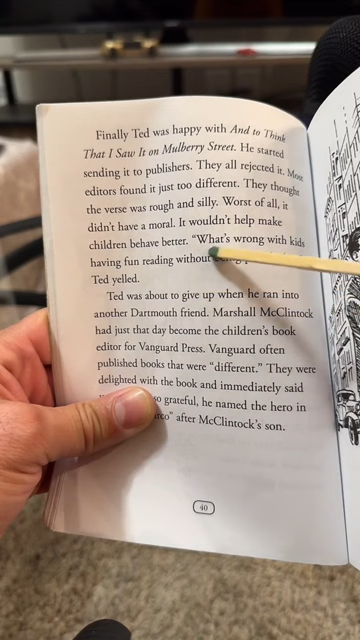 Finally Ted was happy with And to Think
That I Saw It on Mulberry Street. He started
sending it to publishers. They all rejected it. Most
editors found it just too different. They thought
the verse was rough and silly. Worst of all, it
didn't have a moral. It wouldn't help make
children behave better. "What's wrong with kids
having fun reading without
Ted yelled.
Ted was about to give up when he ran into
another Dartmouth friend. Marshall McClintock
had just that day become the children's book
editor for Vanguard Press. Vanguard often
published books that were "different." They were
delighted with the book and immediately said
so grateful, he named the hero in
after McClintock's son.
40